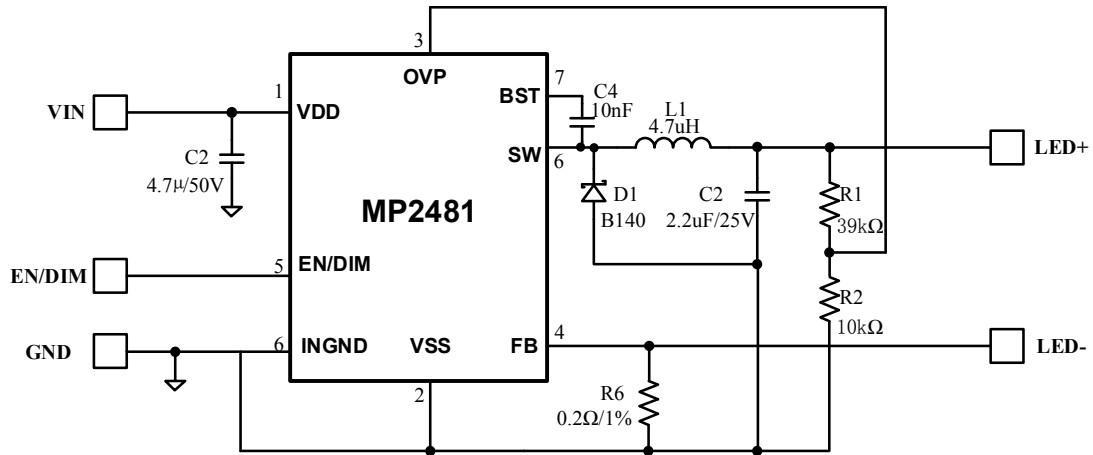 3
OVP
1
VDD
VIN
C2
4.7μ/50V
7
BST
C4
10nF
L1
4.7uH
SW
6
LED+
D1
B140
C2
2.2uF/25V
R1
39kΩ
MP2481
EN/DIM
5
EN/DIM
R2
10kΩ
GND
6
INGND
VSS
FB
4
LED-
2
R6
0.2Ω/1%